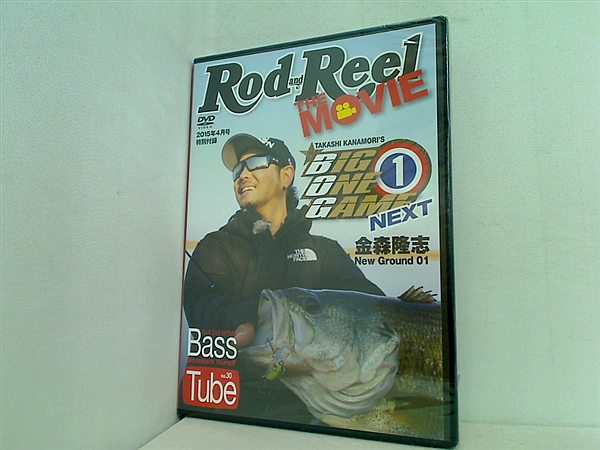 Rod and Reel
THE MOVIE
DVD
VIDEO
2015年4月号
特別付録
TAKASHI KANAMORI'S
BIG
ONE 1
GAME
NEXT
金森隆志
New Ground 01
THE NORTH FACE
Bass
Tube
Vol.30